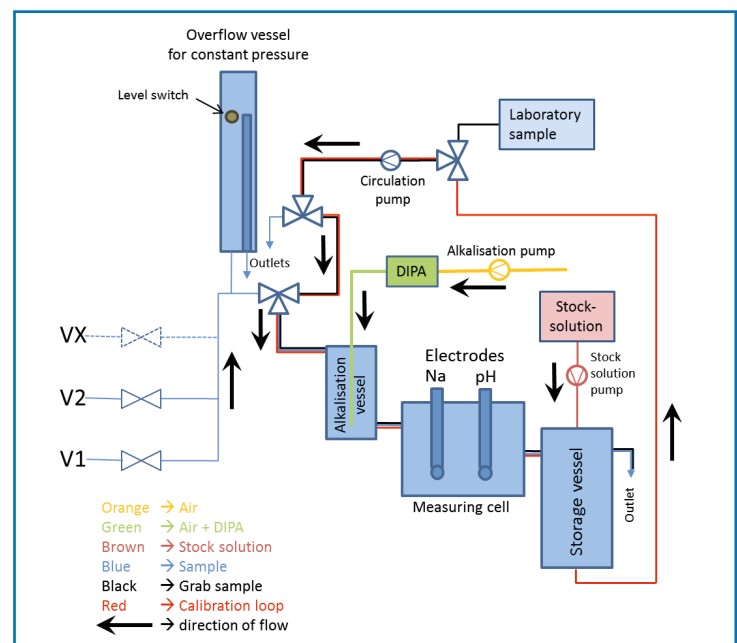 Overflow vessel
for constant pressure
Level switch
Laboratory
sample
Circulation
pump
Outlets
Alkalisation pump
DIPA
VX
V2
V1
Stock-
solution
Stock
solution
pump
Electrodes
Na pH
Alkalisation
vessel
Measuring cell
Storage vessel
Outlet
Orange → Air
Green → Air + DIPA
Brown → Stock solution
Blue → Sample
Black → Grab sample
Red → Calibration loop
→ direction of flow